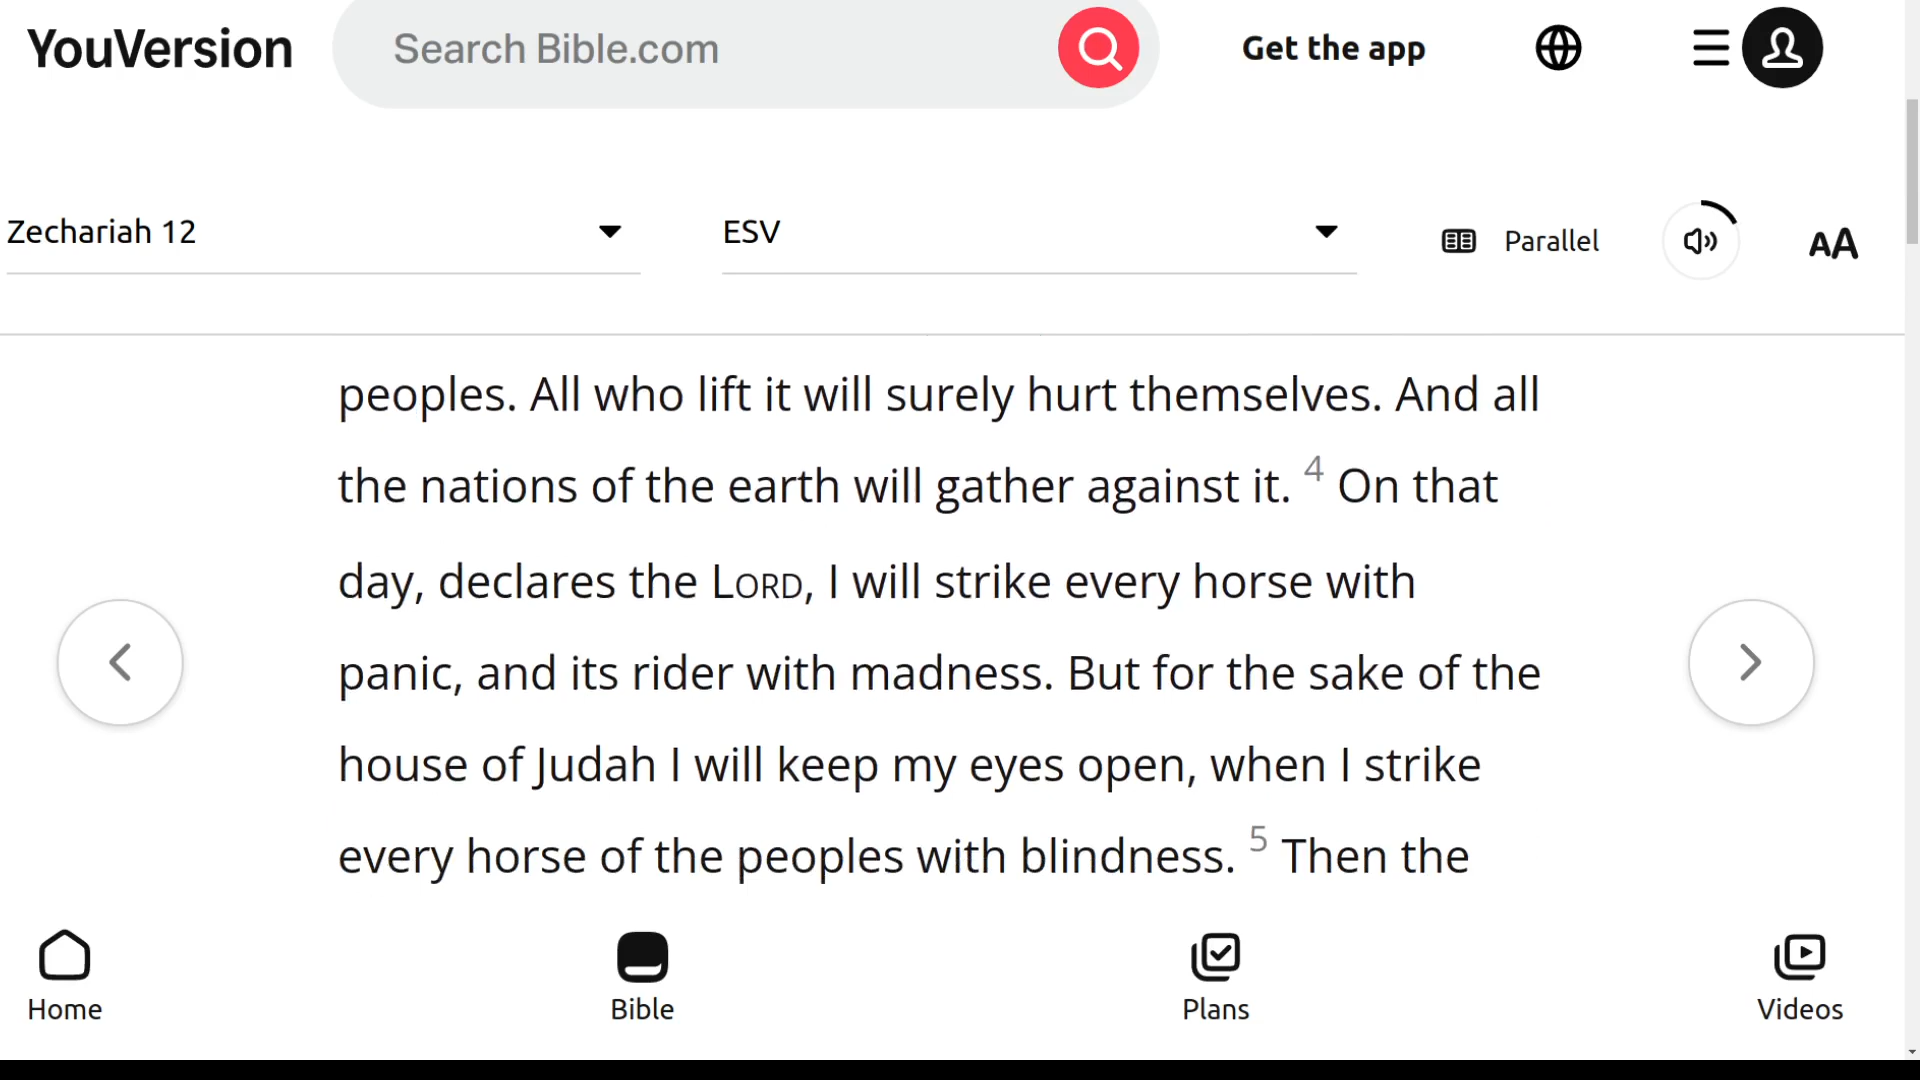 YouVersion Search Bible.com Get the app
Zechariah 12 ESV Parallel AA
peoples. All who lift it will surely hurt themselves. And all
the nations of the earth will gather against it. 4 On that
day, declares the LORD, I will strike every horse with
panic, and its rider with madness. But for the sake of the
house of Judah I will keep my eyes open, when I strike
every horse of the peoples with blindness. 5 Then the
Home Bible Plans Videos